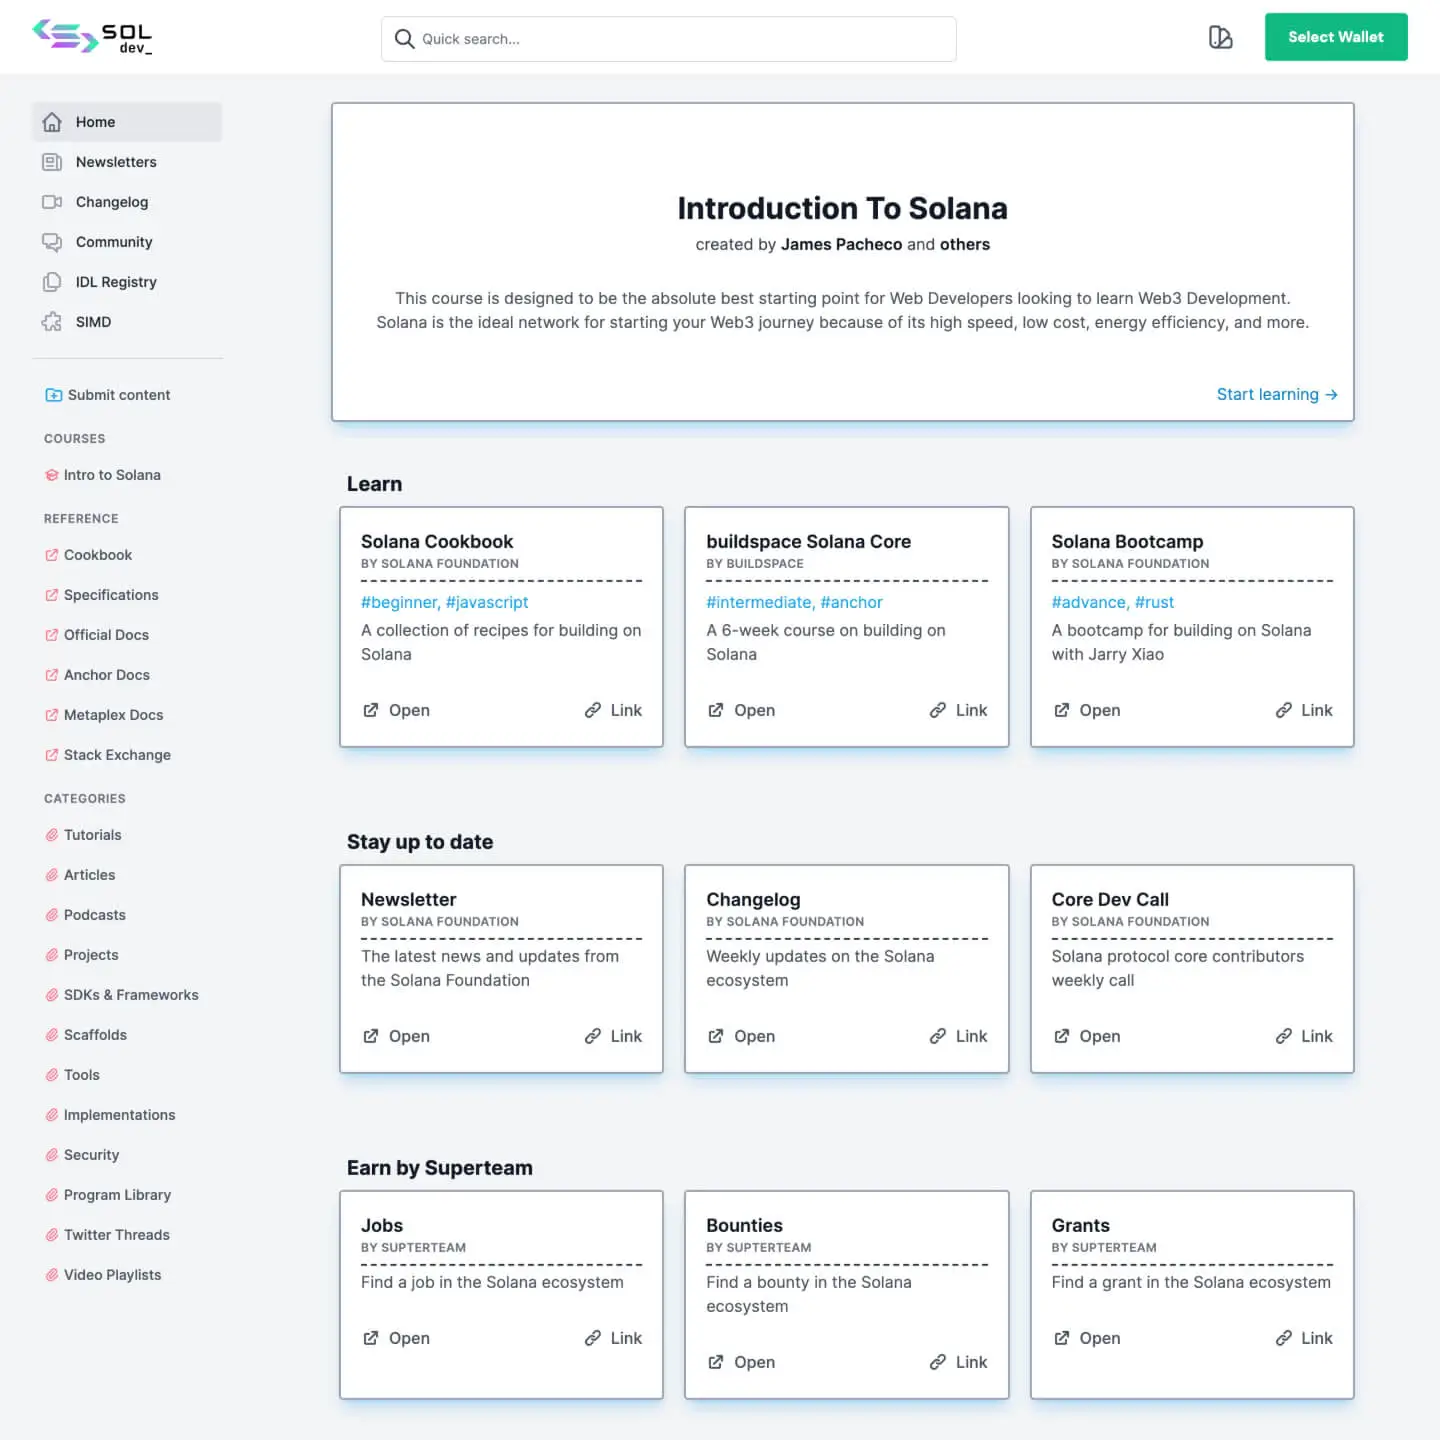 SOL
dev_
Quick search...
Select Wallet
Home
Newsletters
Changelog
Community
IDL Registry
SIMD
Submit content
COURSES
Intro to Solana
REFERENCE
Cookbook
Specifications
Official Docs
Anchor Docs
Metaplex Docs
Stack Exchange
CATEGORIES
Tutorials
Articles
Podcasts
Projects
SDKs & Frameworks
Scaffolds
Tools
Implementations
Security
Program Library
Twitter Threads
Video Playlists
Introduction To Solana
created by James Pacheco and others
This course is designed to be the absolute best starting point for Web Developers looking to learn Web3 Development.
Solana is the ideal network for starting your Web3 journey because of its high speed, low cost, energy efficiency, and more.
Start learning →
Learn
Solana Cookbook
BY SOLANA FOUNDATION
#beginner, #javascript
A collection of recipes for building on
Solana
Open Link
buildspace Solana Core
BY BUILDSPACE
#intermediate, #anchor
A 6-week course on building on
Solana
Open Link
Solana Bootcamp
BY SOLANA FOUNDATION
#advance, #rust
A bootcamp for building on Solana
with Jarry Xiao
Open Link
Stay up to date
Newsletter
BY SOLANA FOUNDATION
The latest news and updates from
the Solana Foundation
Open Link
Changelog
BY SOLANA FOUNDATION
Weekly updates on the Solana
ecosystem
Open Link
Core Dev Call
BY SOLANA FOUNDATION
Solana protocol core contributors
weekly call
Open Link
Earn by Superteam
Jobs
BY SUPTERTEAM
Find a job in the Solana ecosystem
Open Link
Bounties
BY SUPTERTEAM
Find a bounty in the Solana
ecosystem
Open Link
Grants
BY SUPTERTEAM
Find a grant in the Solana ecosystem
Open Link